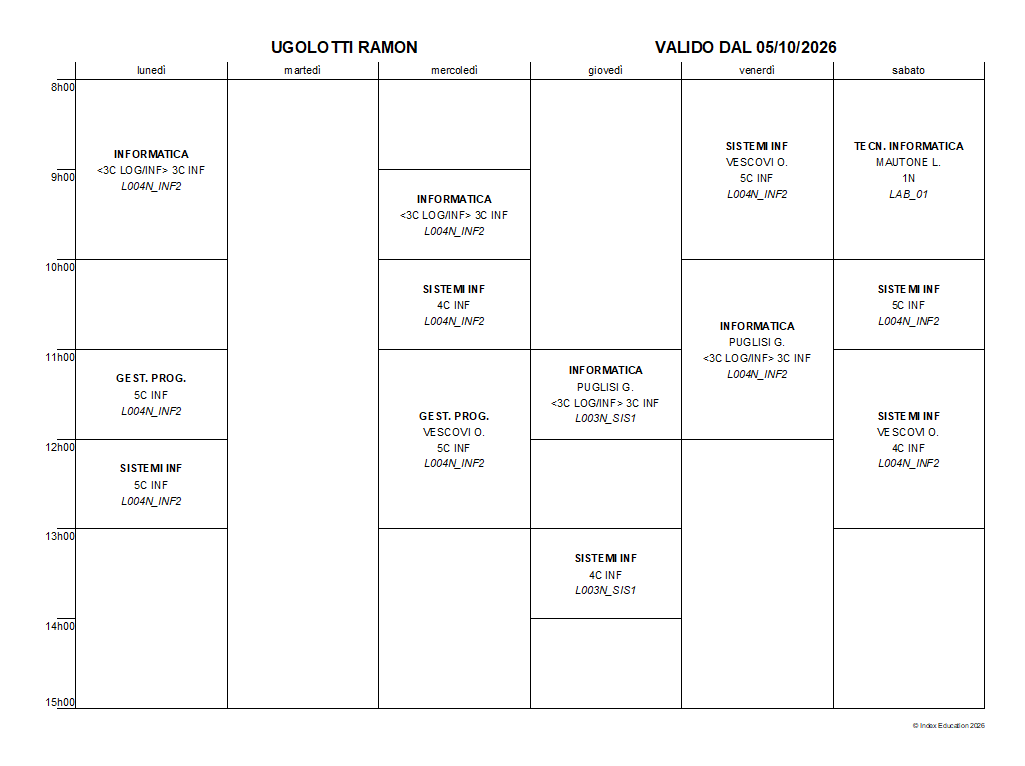 UGOLOTTI RAMON
VALIDO DAL 05/10/2026
lunedì
martedì
mercoledì
giovedì
venerdì
sabato
8h00
9h00
10h00
11h00
12h00
13h00
14h00
15h00
INFORMATICA
<3C LOG/INF> 3C INF
L004N_INF2
GEST. PROG.
5C INF
L004N_INF2
SISTEMI INF
5C INF
L004N_INF2
INFORMATICA
<3C LOG/INF> 3C INF
L004N_INF2
SISTEMI INF
4C INF
L004N_INF2
GEST. PROG.
VESCOVI O.
5C INF
L004N_INF2
INFORMATICA
PUGLISI G.
<3C LOG/INF> 3C INF
L003N_SIS1
SISTEMI INF
4C INF
L003N_SIS1
SISTEMI INF
VESCOVI O.
5C INF
L004N_INF2
INFORMATICA
PUGLISI G.
<3C LOG/INF> 3C INF
L004N_INF2
TECN. INFORMATICA
MAUTONE L.
1N
LAB_01
SISTEMI INF
5C INF
L004N_INF2
SISTEMI INF
VESCOVI O.
4C INF
L004N_INF2
© Index Education 2026